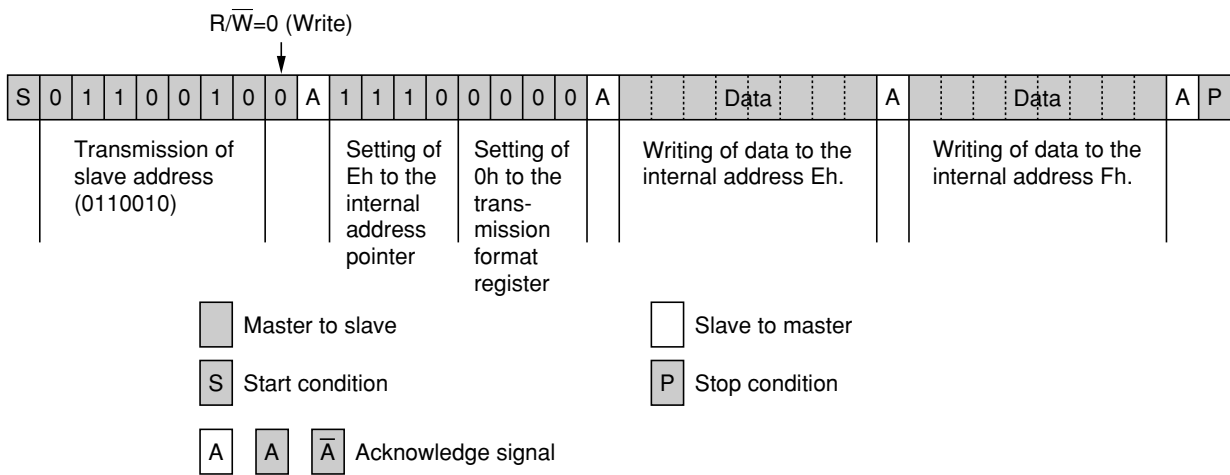 R/W̅=0 (Write)
S 0 1 1 0 0 1 0 0 A 1 1 1 0 0 0 0 0 A Data A Data A P
Transmission of
slave address
(0110010)
Setting of
Eh to the
internal
address
pointer
Setting of
0h to the
trans-
mission
format
register
Writing of data to the
internal address Eh.
Writing of data to the
internal address Fh.
Master to slave
Slave to master
S Start condition
P Stop condition
A A A̅ Acknowledge signal